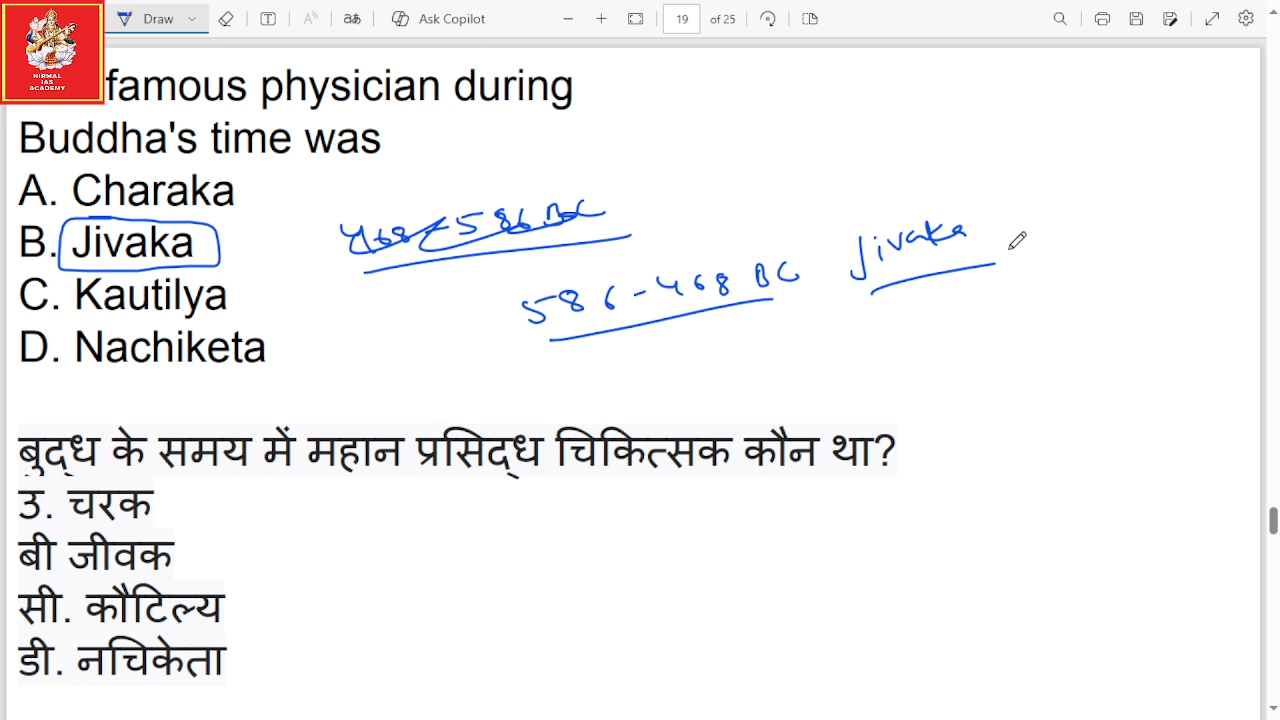 Draw
Ask Copilot
19 of 25
NIRMAL
IAS
ACADEMY
famous physician during
Buddha's time was
A. Charaka
B. Jivaka
C. Kautilya
D. Nachiketa
468-586 BC
586-468 BC
Jivaka
बुद्ध के समय में महान प्रसिद्ध चिकित्सक कौन था?
उ. चरक
बी जीवक
सी. कौटिल्य
डी. नचिकेता